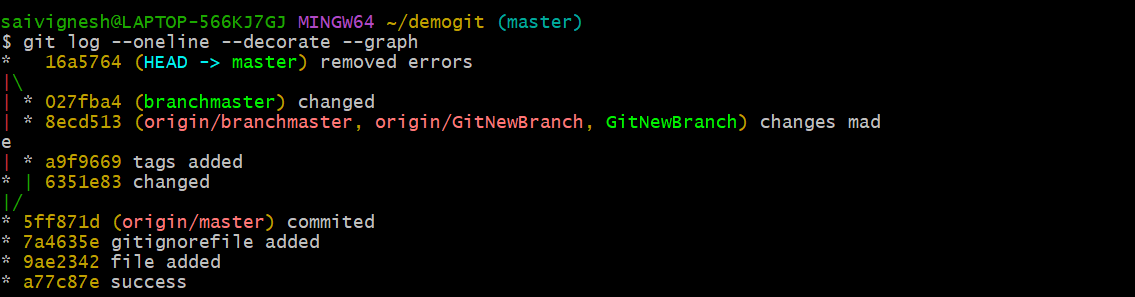 saivignesh@LAPTOP-566KJ7GJ MINGW64 ~/demogit (master)
$ git log --oneline --decorate --graph
*   16a5764 (HEAD -> master) removed errors
|\
| * 027fba4 (branchmaster) changed
| * 8ecd513 (origin/branchmaster, origin/GitNewBranch, GitNewBranch) changes mad
e
| * a9f9669 tags added
* | 6351e83 changed
|/
* 5ff871d (origin/master) commited
* 7a4635e gitignorefile added
* 9ae2342 file added
* a77c87e success